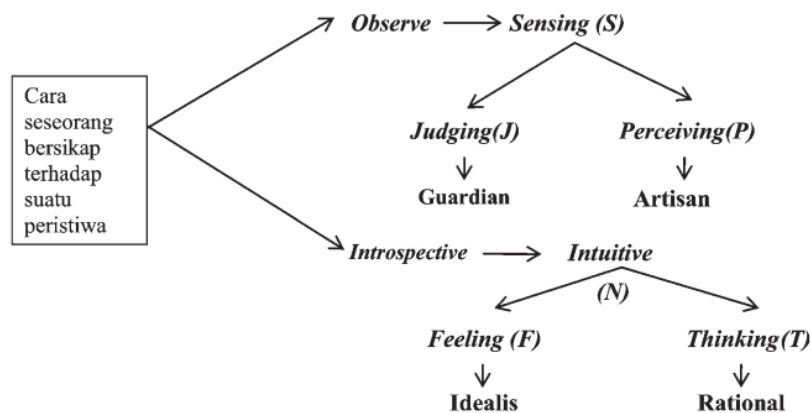 Observe Sensing (S)
Cara
seseorang
bersikap
terhadap
suatu
peristiwa
Judging(J) Perceiving(P)
Guardian Artisan
Introspective Intuitive
(N)
Feeling (F) Thinking(T)
Idealis Rational